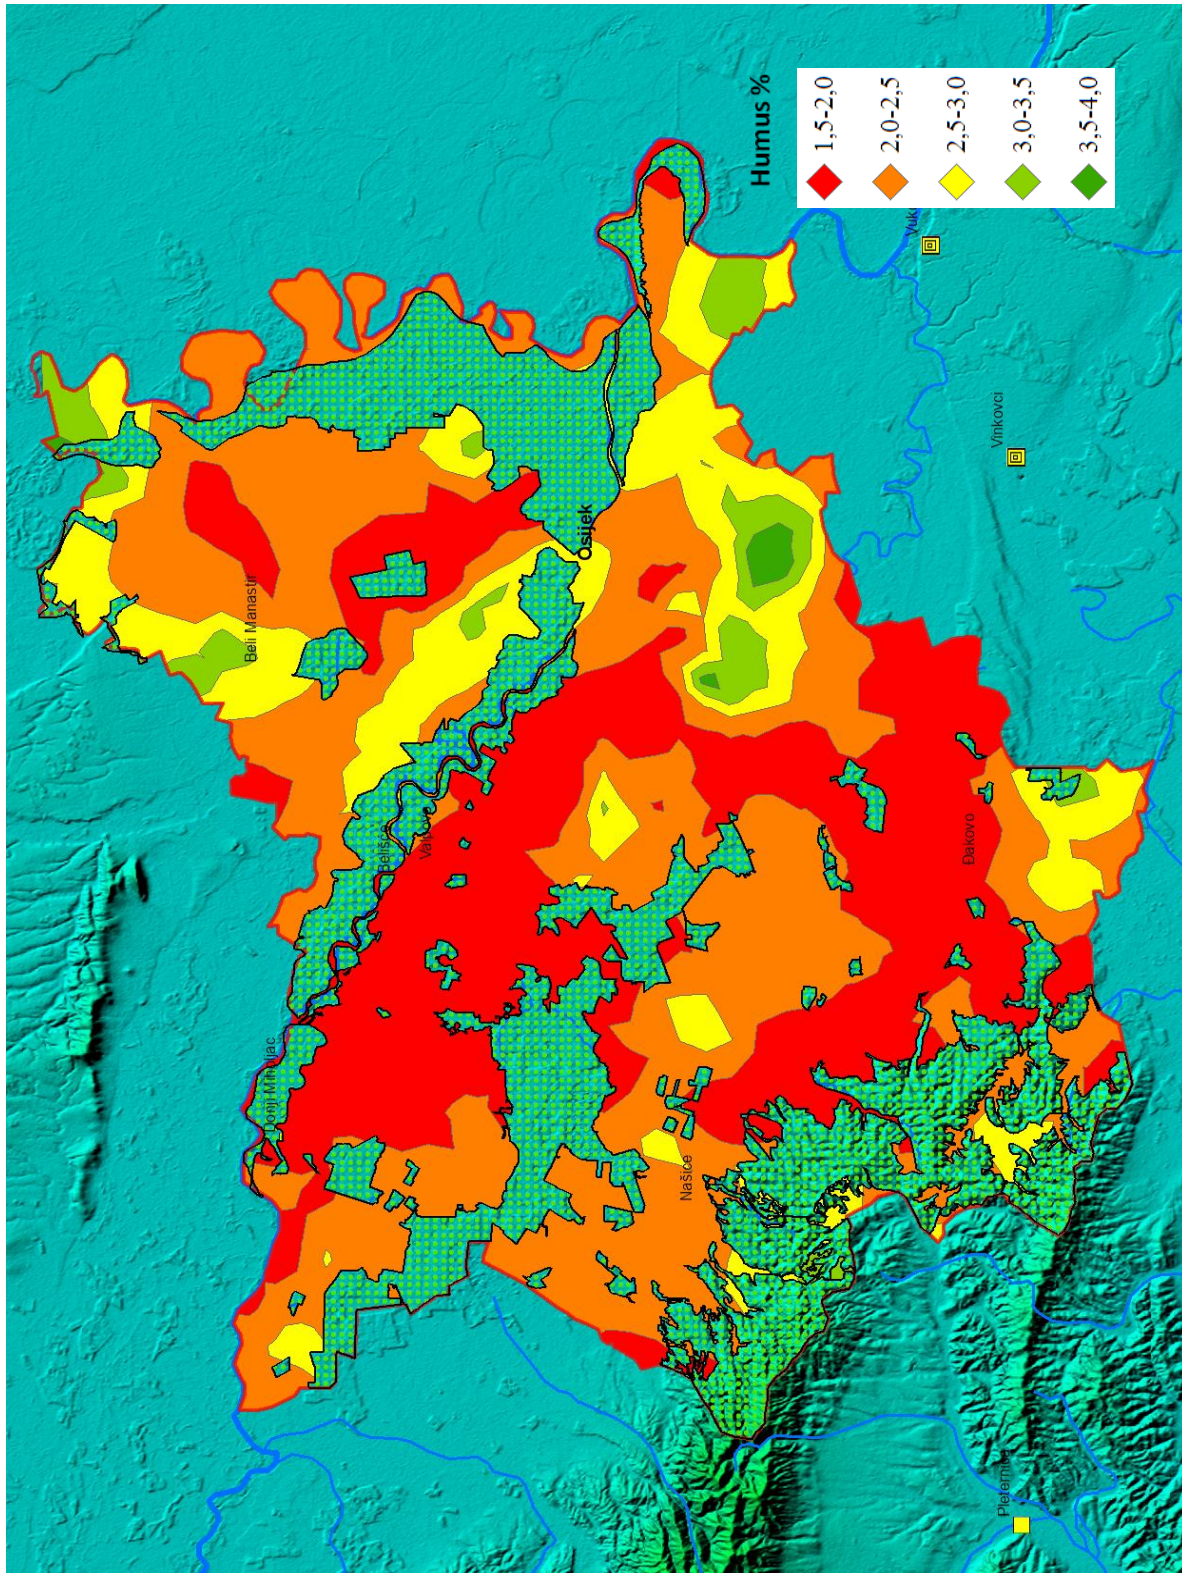 Beli Manastir
Donji Miholjac
Belišće
Osijek
Našice
Đakovo
Vinkovci
Pleternica
Humus %
1,5-2,0
2,0-2,5
2,5-3,0
3,0-3,5
3,5-4,0